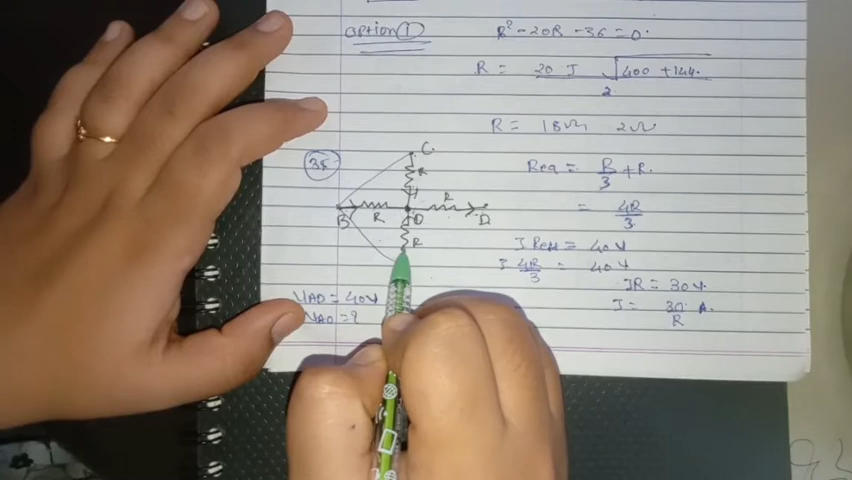 option ①
R² - 20R - 36 = 0.
R = 20 ± √400 + 144.
2
R = 18Ω 2Ω
35
C.
R
B
R
O
R
D
R
VAD = 40V
VAO = ?
Req = R/3 + R.
= 4R/3
I Req = 40V
I 4R/3 = 40V
IR = 30V.
I = 30/R A.